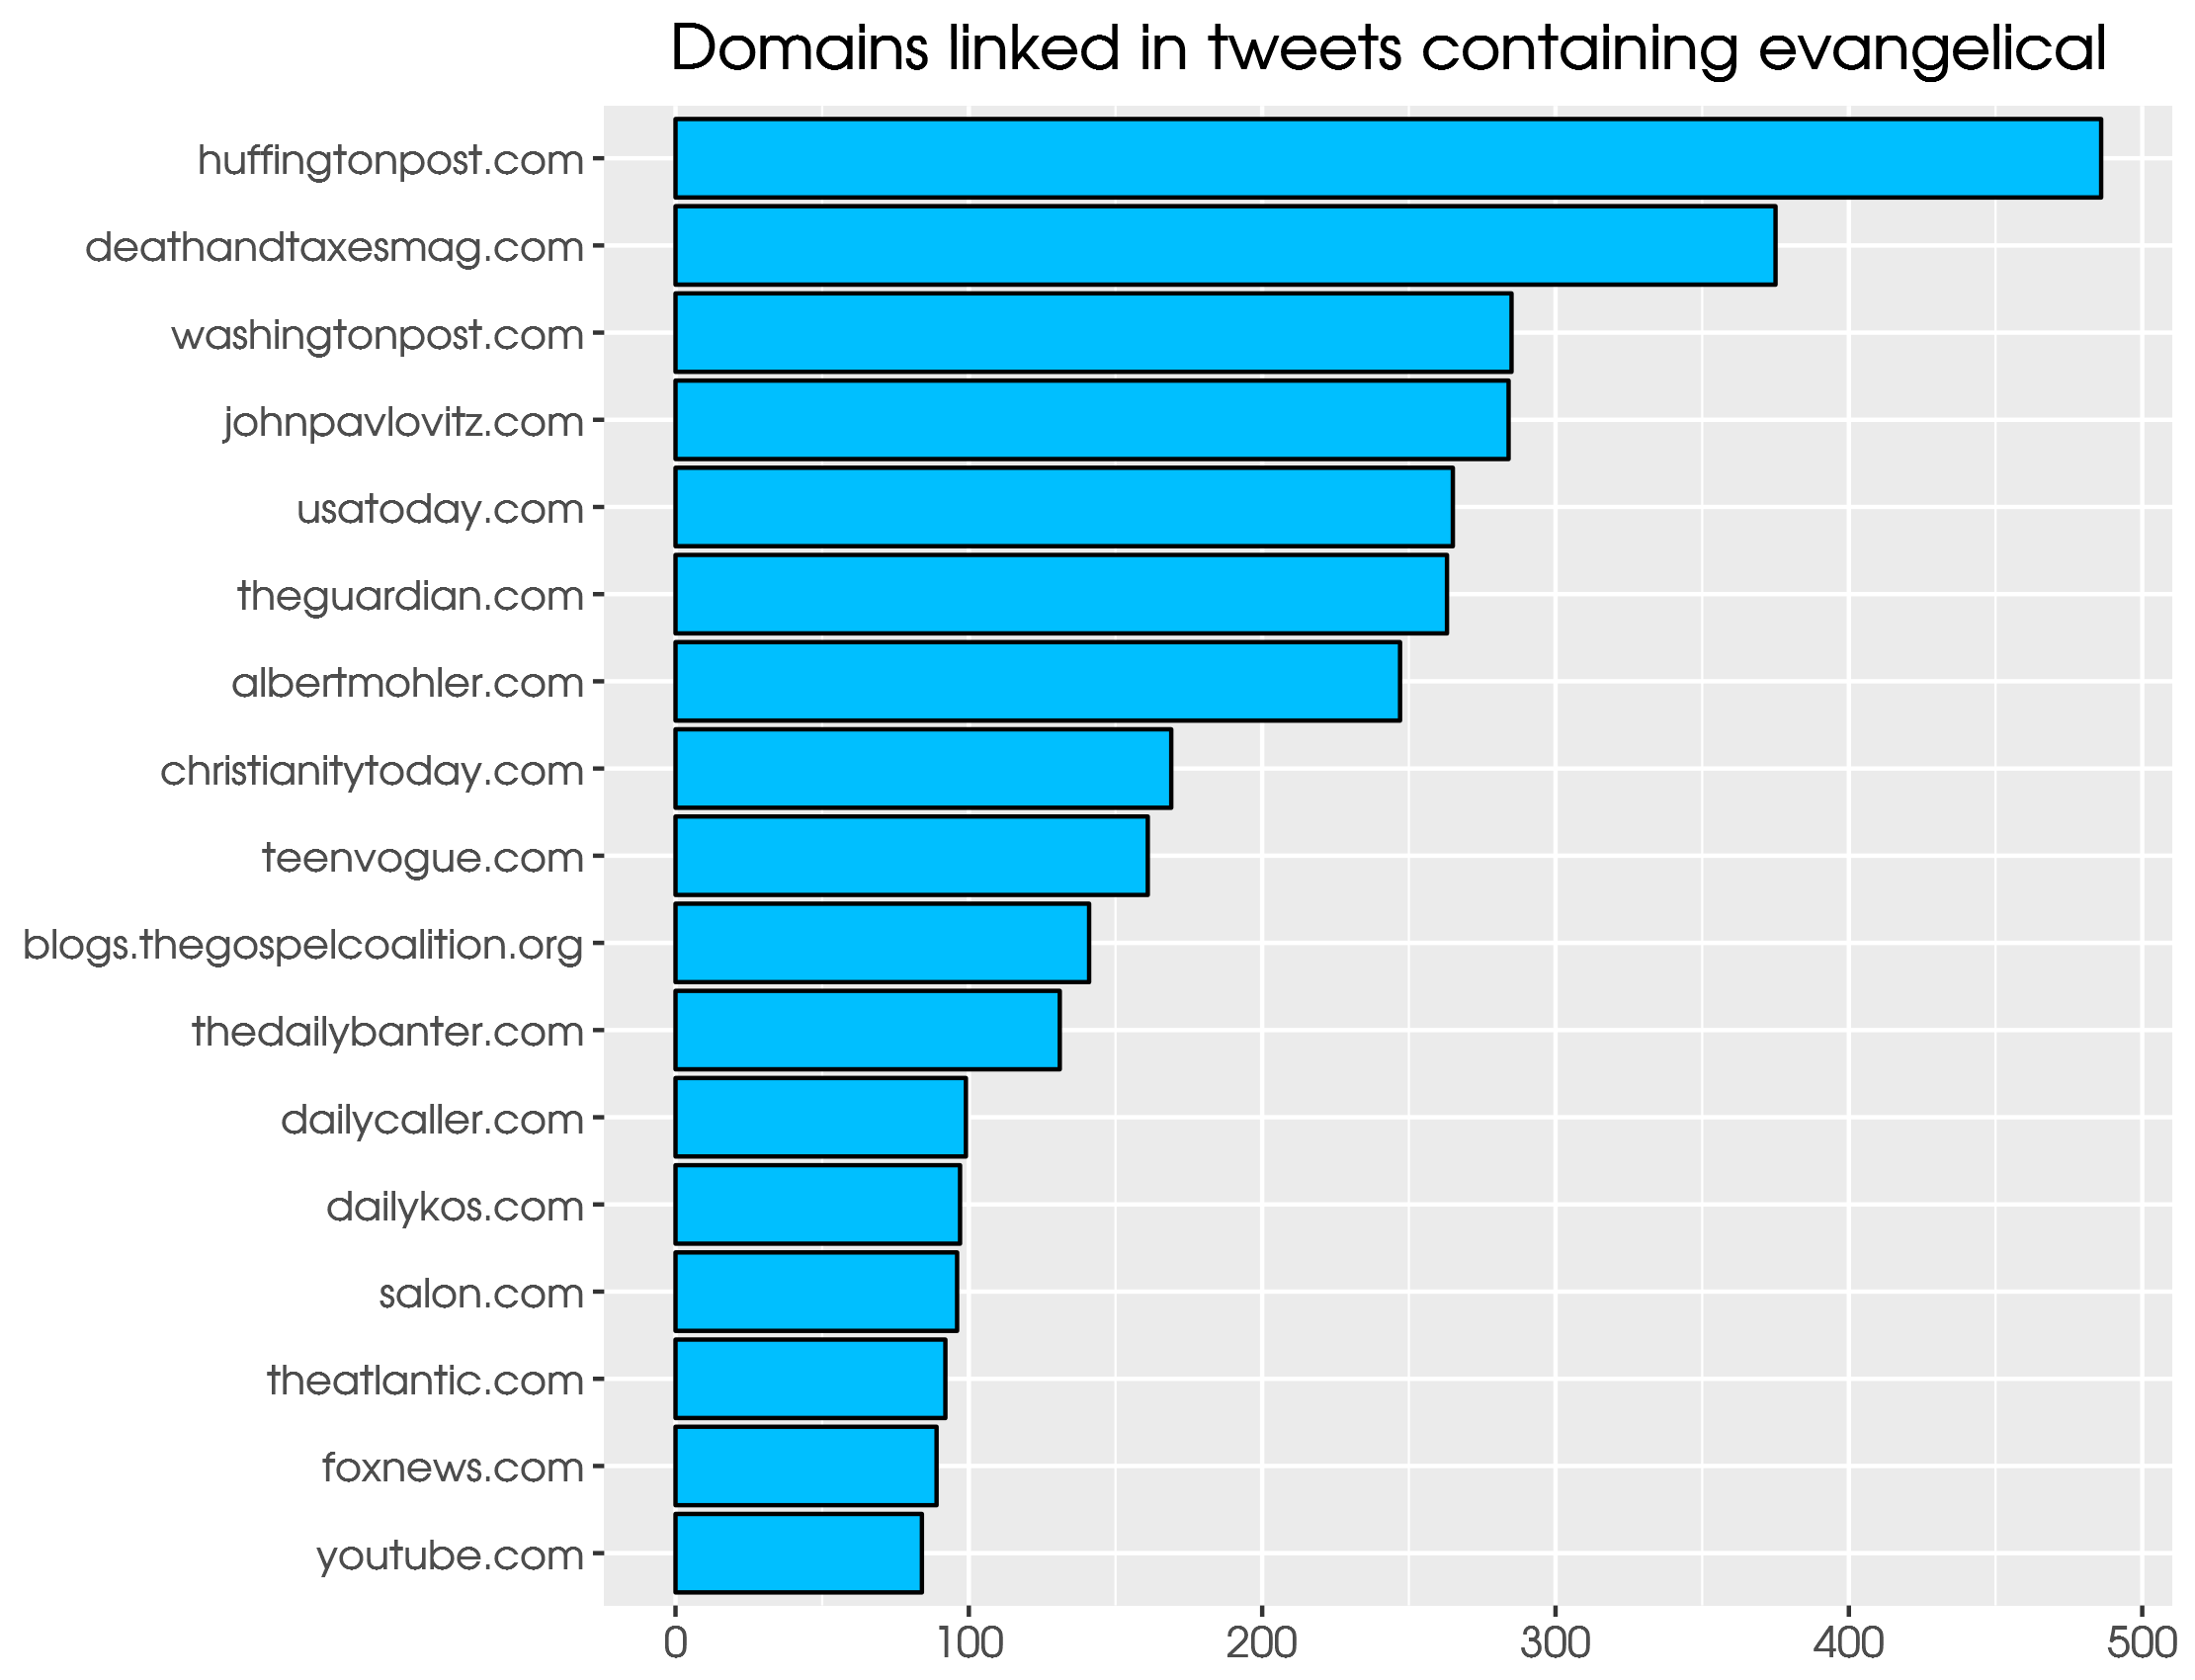 Domains linked in tweets containing evangelical
huffingtonpost.com
deathandtaxesmag.com
washingtonpost.com
johnpavlovitz.com
usatoday.com
theguardian.com
albertmohler.com
christianitytoday.com
teenvogue.com
blogs.thegospelcoalition.org
thedailybanter.com
dailycaller.com
dailykos.com
salon.com
theatlantic.com
foxnews.com
youtube.com
0 100 200 300 400 500